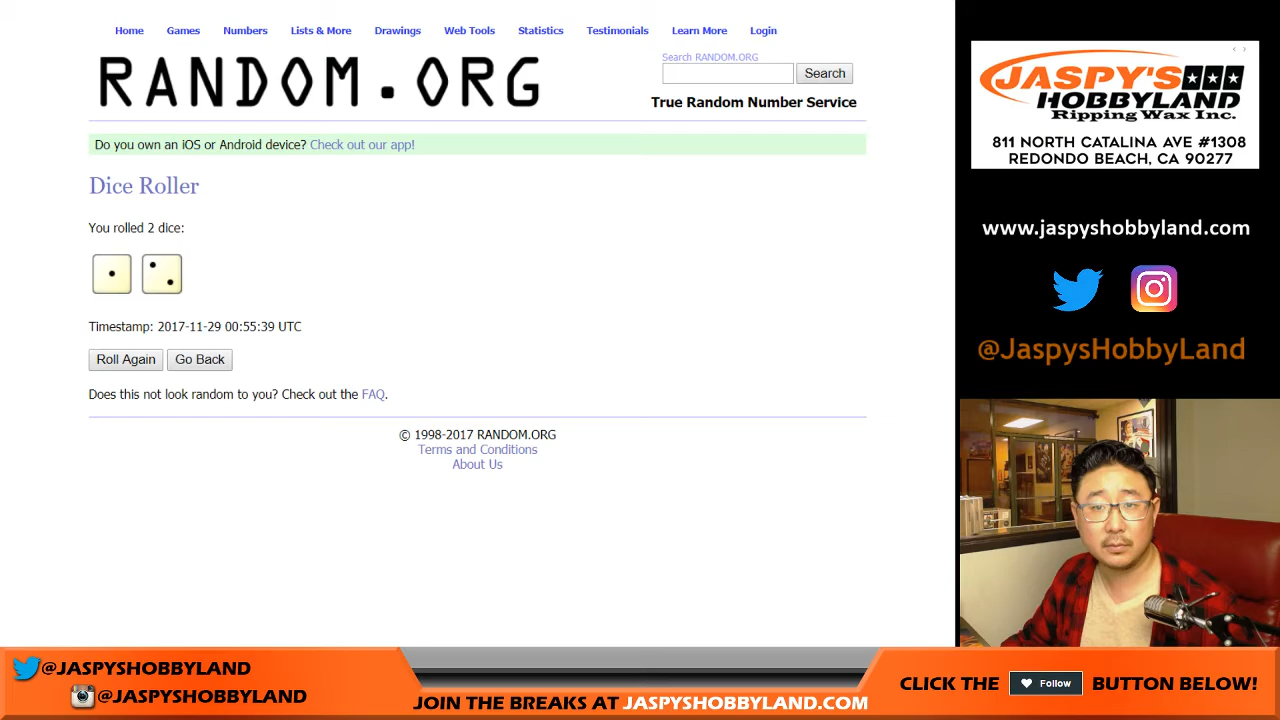 Home Games Numbers Lists & More Drawings Web Tools Statistics Testimonials Learn More Login
RANDOM.ORG
Search RANDOM.ORG
Search
True Random Number Service
Do you own an iOS or Android device? Check out our app!
Dice Roller
You rolled 2 dice:
Timestamp: 2017-11-29 00:55:39 UTC
Roll Again Go Back
Does this not look random to you? Check out the FAQ.
© 1998-2017 RANDOM.ORG
Terms and Conditions
About Us
JASPY'S
HOBBYLAND
Ripping Wax Inc.
811 NORTH CATALINA AVE #1308
REDONDO BEACH, CA 90277
www.jaspyshobbyland.com
@JaspysHobbyLand
@JASPYSHOBBYLAND
@JASPYSHOBBYLAND
JOIN THE BREAKS AT JASPYSHOBBYLAND.COM
CLICK THE Follow BUTTON BELOW!